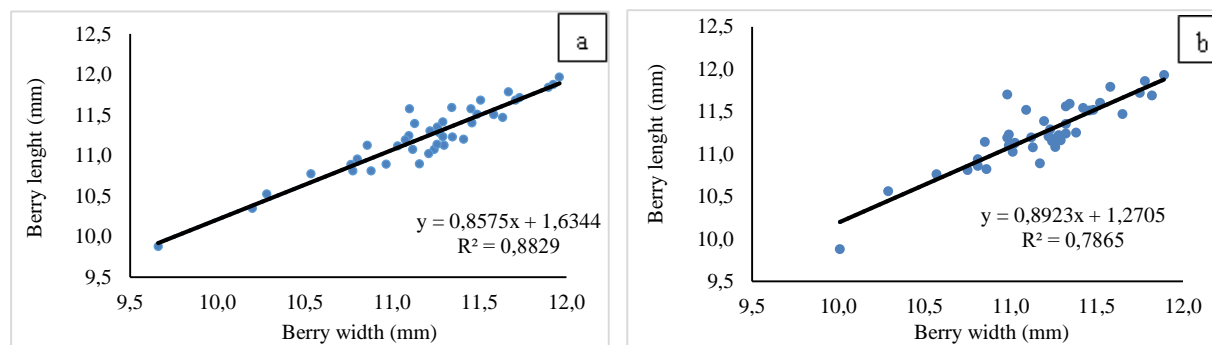 a
12,5
12,0
11,5
11,0
10,5
10,0
9,5
Berry lenght (mm)
y = 0,8575x + 1,6344
R² = 0,8829
9,5 10,0 10,5 11,0 11,5 12,0
Berry width (mm)
b
12,5
12,0
11,5
11,0
10,5
10,0
9,5
Berry lenght (mm)
y = 0,8923x + 1,2705
R² = 0,7865
9,5 10,0 10,5 11,0 11,5 12,0
Berry width (mm)